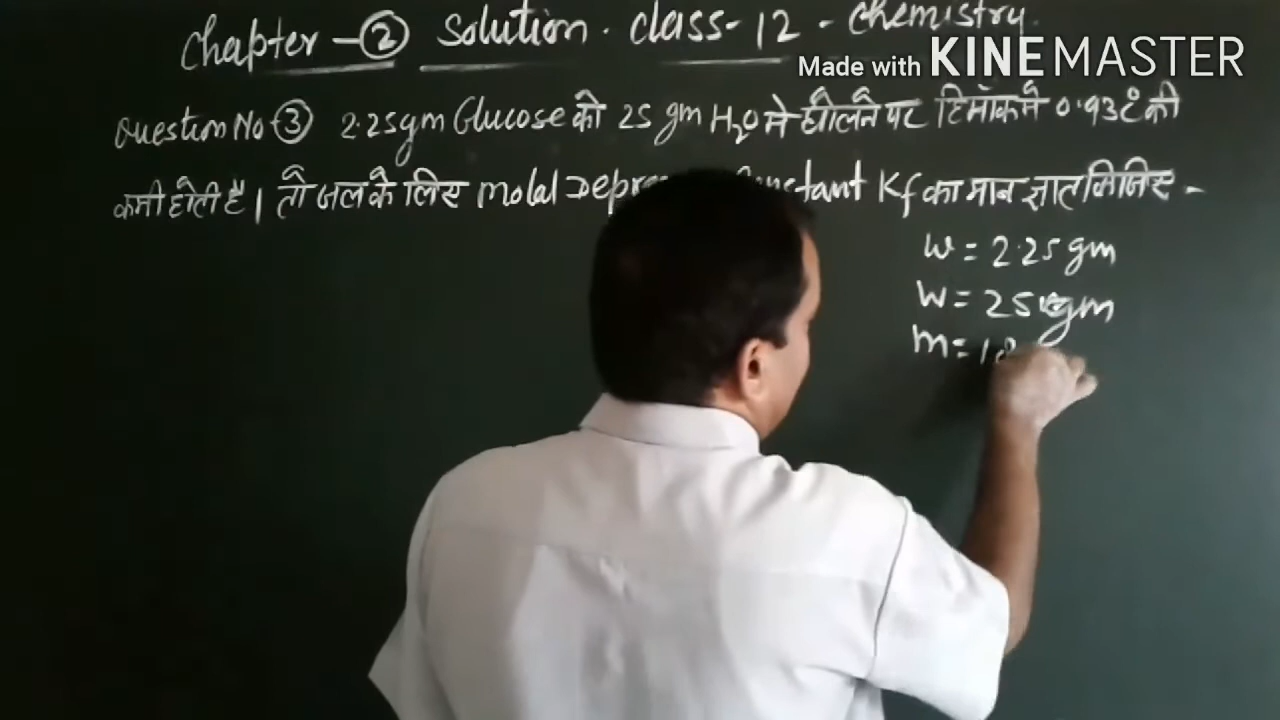 Chapter - ② Solution. Class-12 - Chemistry.
Made with KINEMASTER
Question No ③ 2.25gm Glucose को 25 gm H₂O मे घोलने पर हिमांक मे 0.93℃ की
कमी होती है। तो जल के लिए molal Constant Kf का मान ज्ञात किजिए -
w = 2.25 gm
W = 25 gm
m = 18